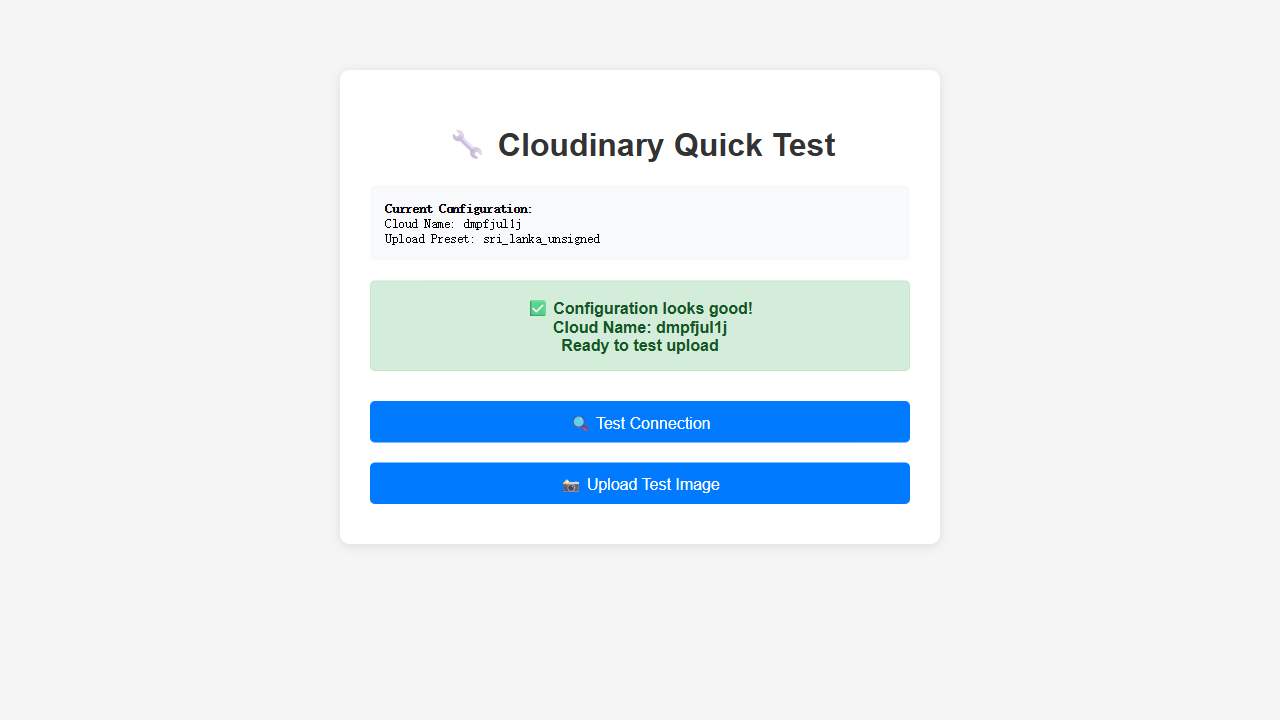 🔧 Cloudinary Quick Test
Current Configuration:
Cloud Name: dmpfjul1j
Upload Preset: sri_lanka_unsigned
✅ Configuration looks good!
Cloud Name: dmpfjul1j
Ready to test upload
🔍 Test Connection
📷 Upload Test Image